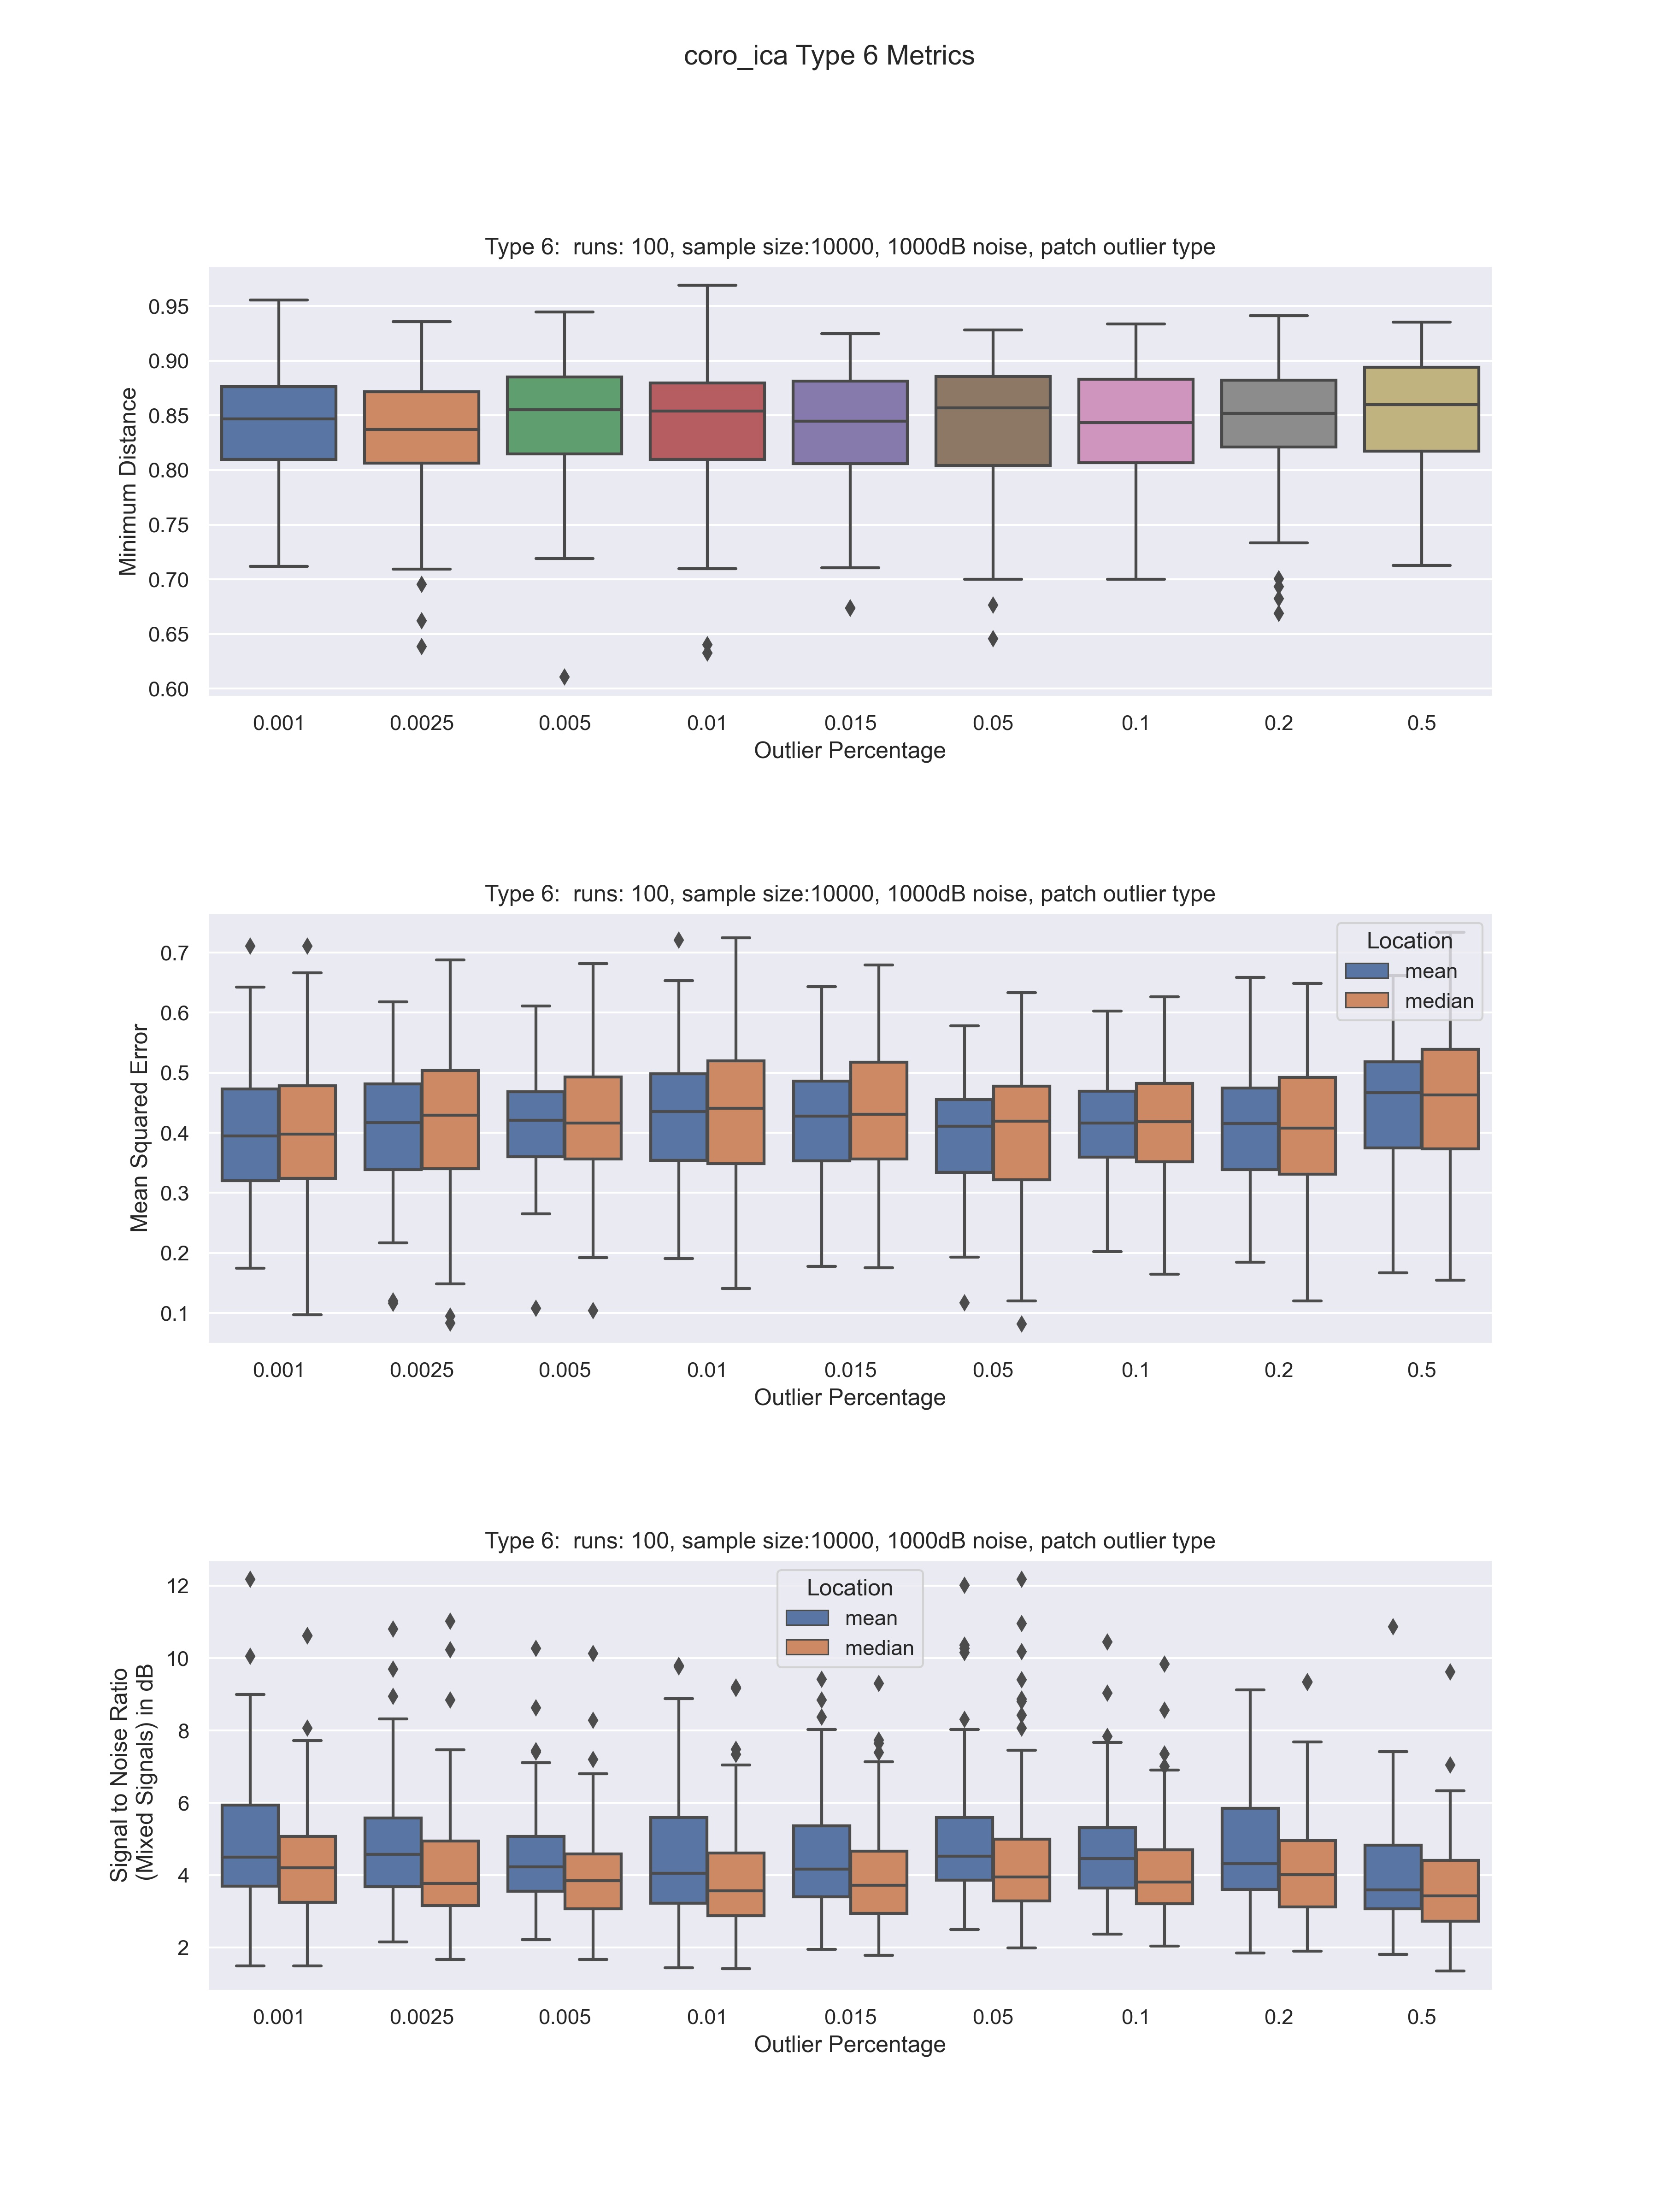 coro_ica Type 6 Metrics
Type 6:  runs: 100, sample size:10000, 1000dB noise, patch outlier type
0.95
0.90
0.85
0.80
0.75
0.70
0.65
0.60
Minimum Distance
0.001 0.0025 0.005 0.01 0.015 0.05 0.1 0.2 0.5
Outlier Percentage
Type 6:  runs: 100, sample size:10000, 1000dB noise, patch outlier type
Location
mean
median
0.7
0.6
0.5
0.4
0.3
0.2
0.1
Mean Squared Error
0.001 0.0025 0.005 0.01 0.015 0.05 0.1 0.2 0.5
Outlier Percentage
Type 6:  runs: 100, sample size:10000, 1000dB noise, patch outlier type
Location
mean
median
12
10
8
6
4
2
Signal to Noise Ratio
(Mixed Signals) in dB
0.001 0.0025 0.005 0.01 0.015 0.05 0.1 0.2 0.5
Outlier Percentage